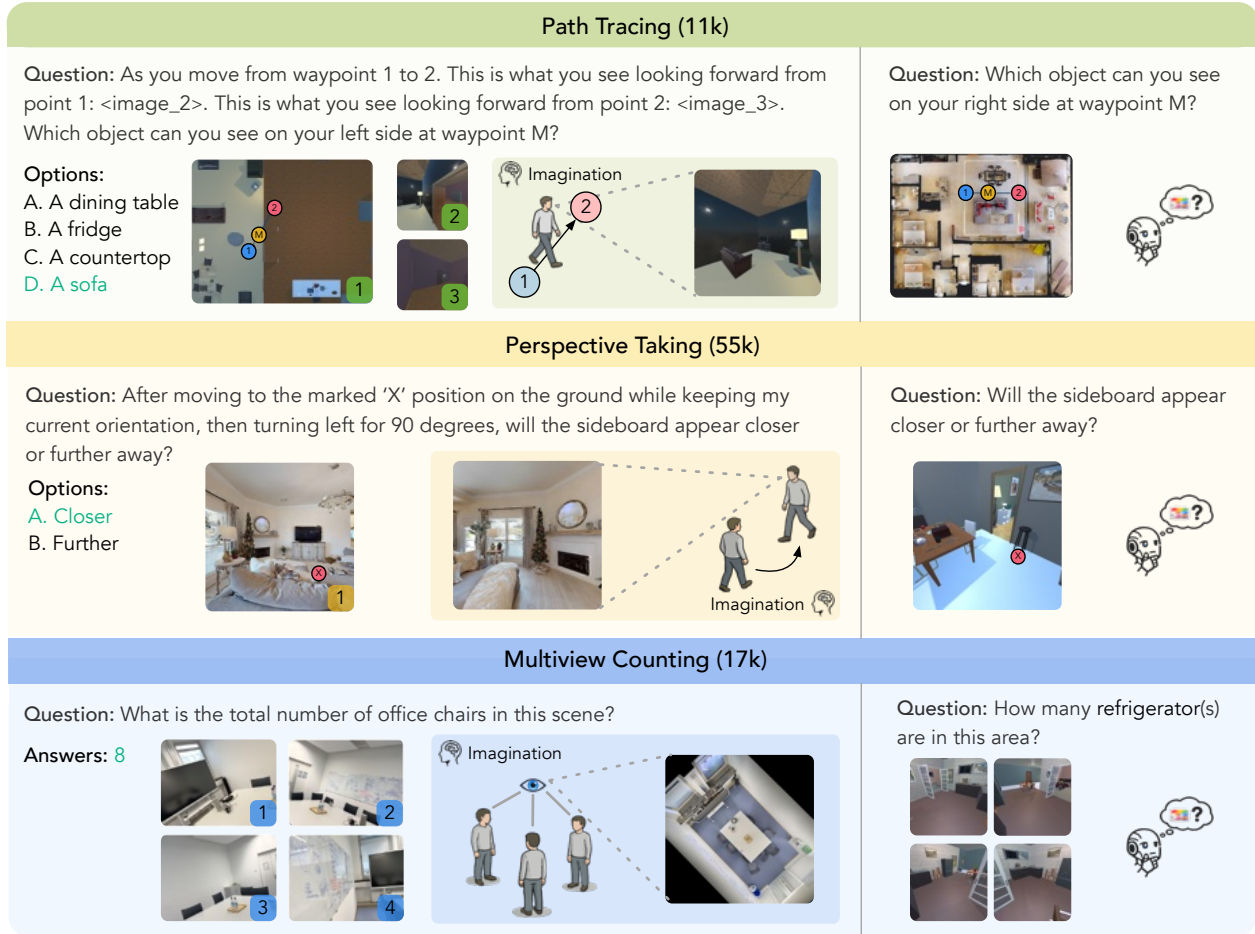 Path Tracing (11k)
Question: As you move from waypoint 1 to 2. This is what you see looking forward from
point 1: <image_2>. This is what you see looking forward from point 2: <image_3>.
Which object can you see on your left side at waypoint M?
Options:
A. A dining table
B. A fridge
C. A countertop
D. A sofa
2
M
1
1
2
3
Imagination
2
1
Question: Which object can you see
on your right side at waypoint M?
1
M
2
?
Perspective Taking (55k)
Question: After moving to the marked ‘X’ position on the ground while keeping my
current orientation, then turning left for 90 degrees, will the sideboard appear closer
or further away?
Options:
A. Closer
B. Further
X
1
Imagination
Question: Will the sideboard appear
closer or further away?
X
?
Multiview Counting (17k)
Question: What is the total number of office chairs in this scene?
Answers: 8
1
2
3
4
Imagination
Question: How many refrigerator(s)
are in this area?
?